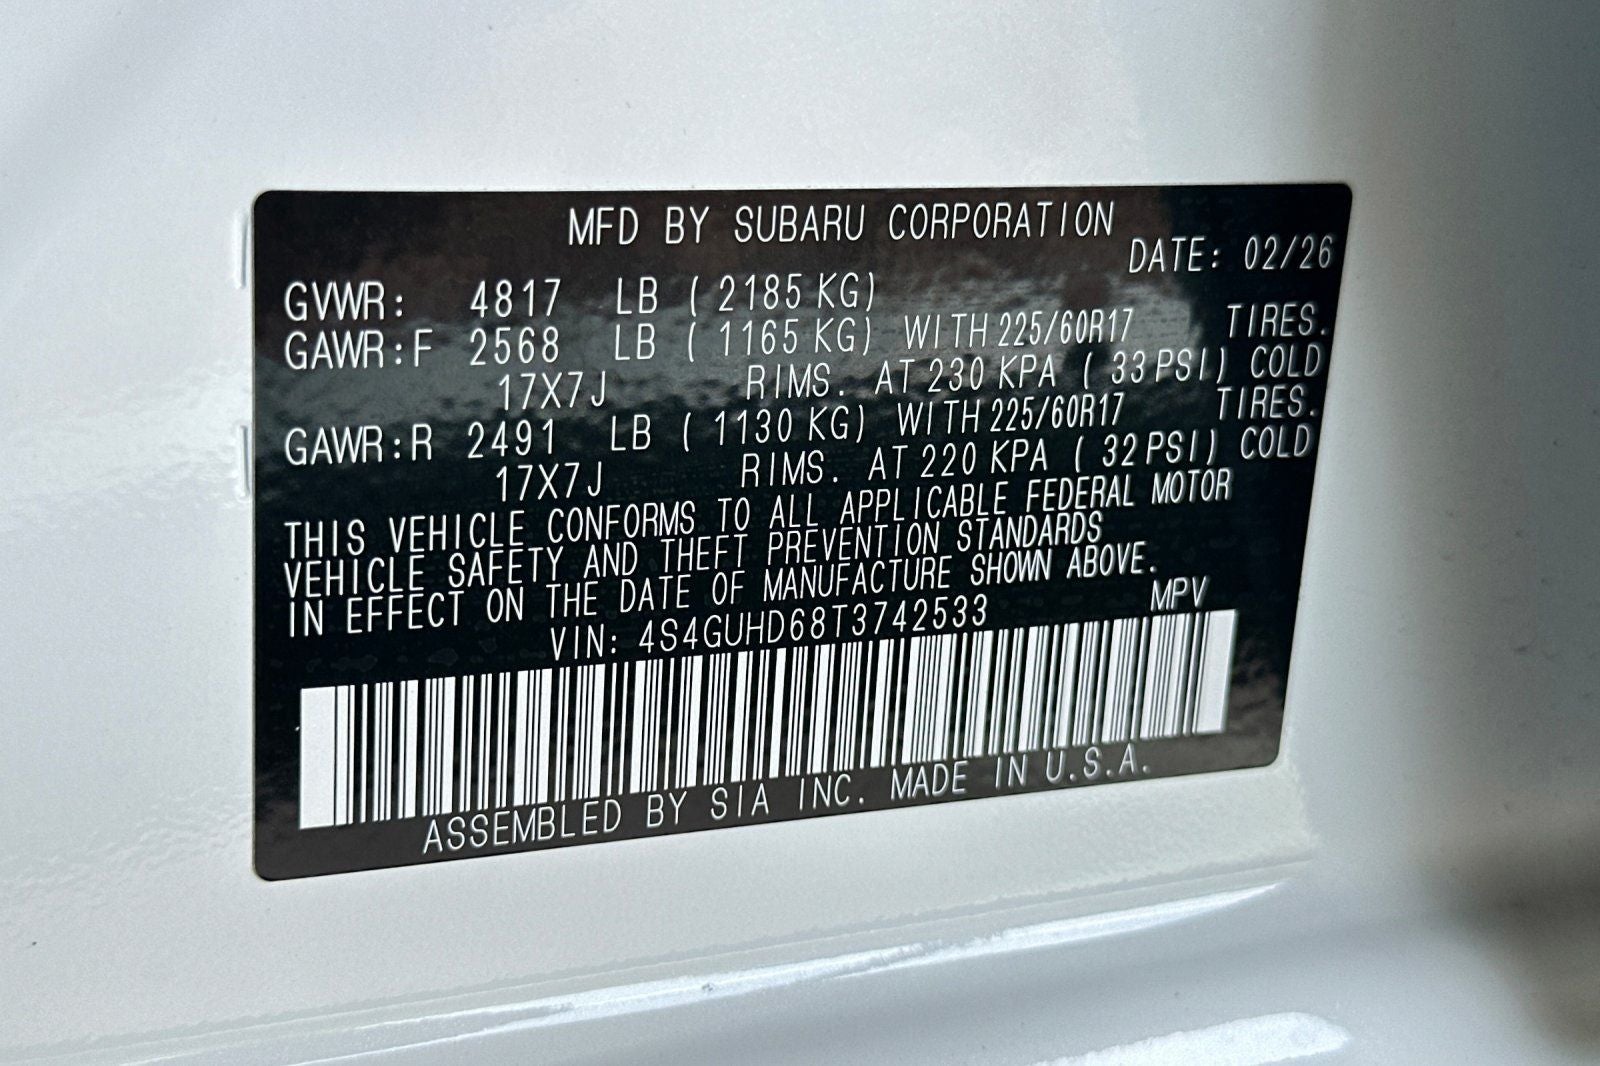 MFD BY SUBARU CORPORATION
DATE: 02/26
GVWR: 4817 LB ( 2185 KG)
GAWR:F 2568 LB ( 1165 KG) WITH 225/60R17 TIRES.
17X7J RIMS. AT 230 KPA ( 33 PSI) COLD
GAWR:R 2491 LB ( 1130 KG) WITH 225/60R17 TIRES.
17X7J RIMS. AT 220 KPA ( 32 PSI) COLD
THIS VEHICLE CONFORMS TO ALL APPLICABLE FEDERAL MOTOR
VEHICLE SAFETY AND THEFT PREVENTION STANDARDS
IN EFFECT ON THE DATE OF MANUFACTURE SHOWN ABOVE.
VIN: 4S4GUHD68T3742533 MPV
ASSEMBLED BY SIA INC. MADE IN U.S.A.